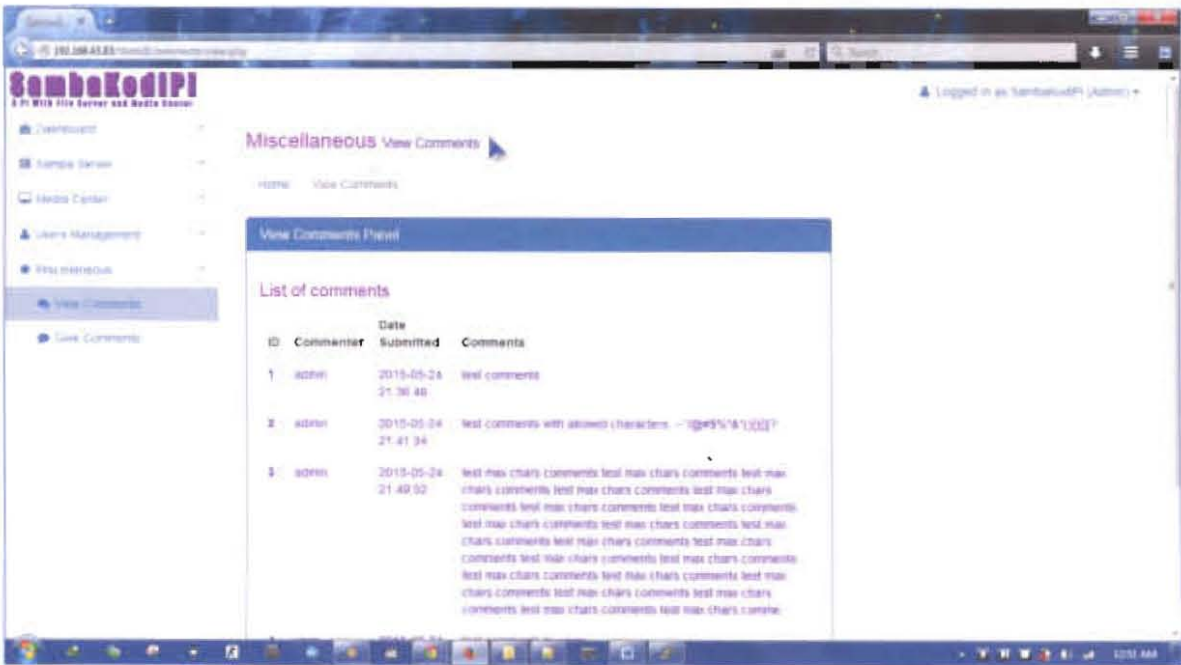 SambaKodiPi
A Pi With File Server and Media Center
Logged in as SambaKodiPi (Admin)
Dashboard
Samba Server
Media Center
Users Management
Miscellaneous
View Comments
Give Comments
Miscellaneous View Comments
Home View Comments
View Comments Panel
List of comments
ID Commenter Date Submitted Comments
1 admin 2015-05-24 21:36:48 test comments
2 admin 2015-05-24 21:41:34 test comments with allowed characters
3 admin 2015-05-24 21:49:02 test max chars comments test max chars comments test max
chars comments test max chars comments test max chars
comments test max chars comments test max chars comments
test max chars comments test max chars comments test max
chars comments test max chars comments test max chars
comments test max chars comments test max chars comments
test max chars comments test max chars comments test max
chars comments test max chars comments test max chars
comments test max chars comments test max chars comme
10:51 AM